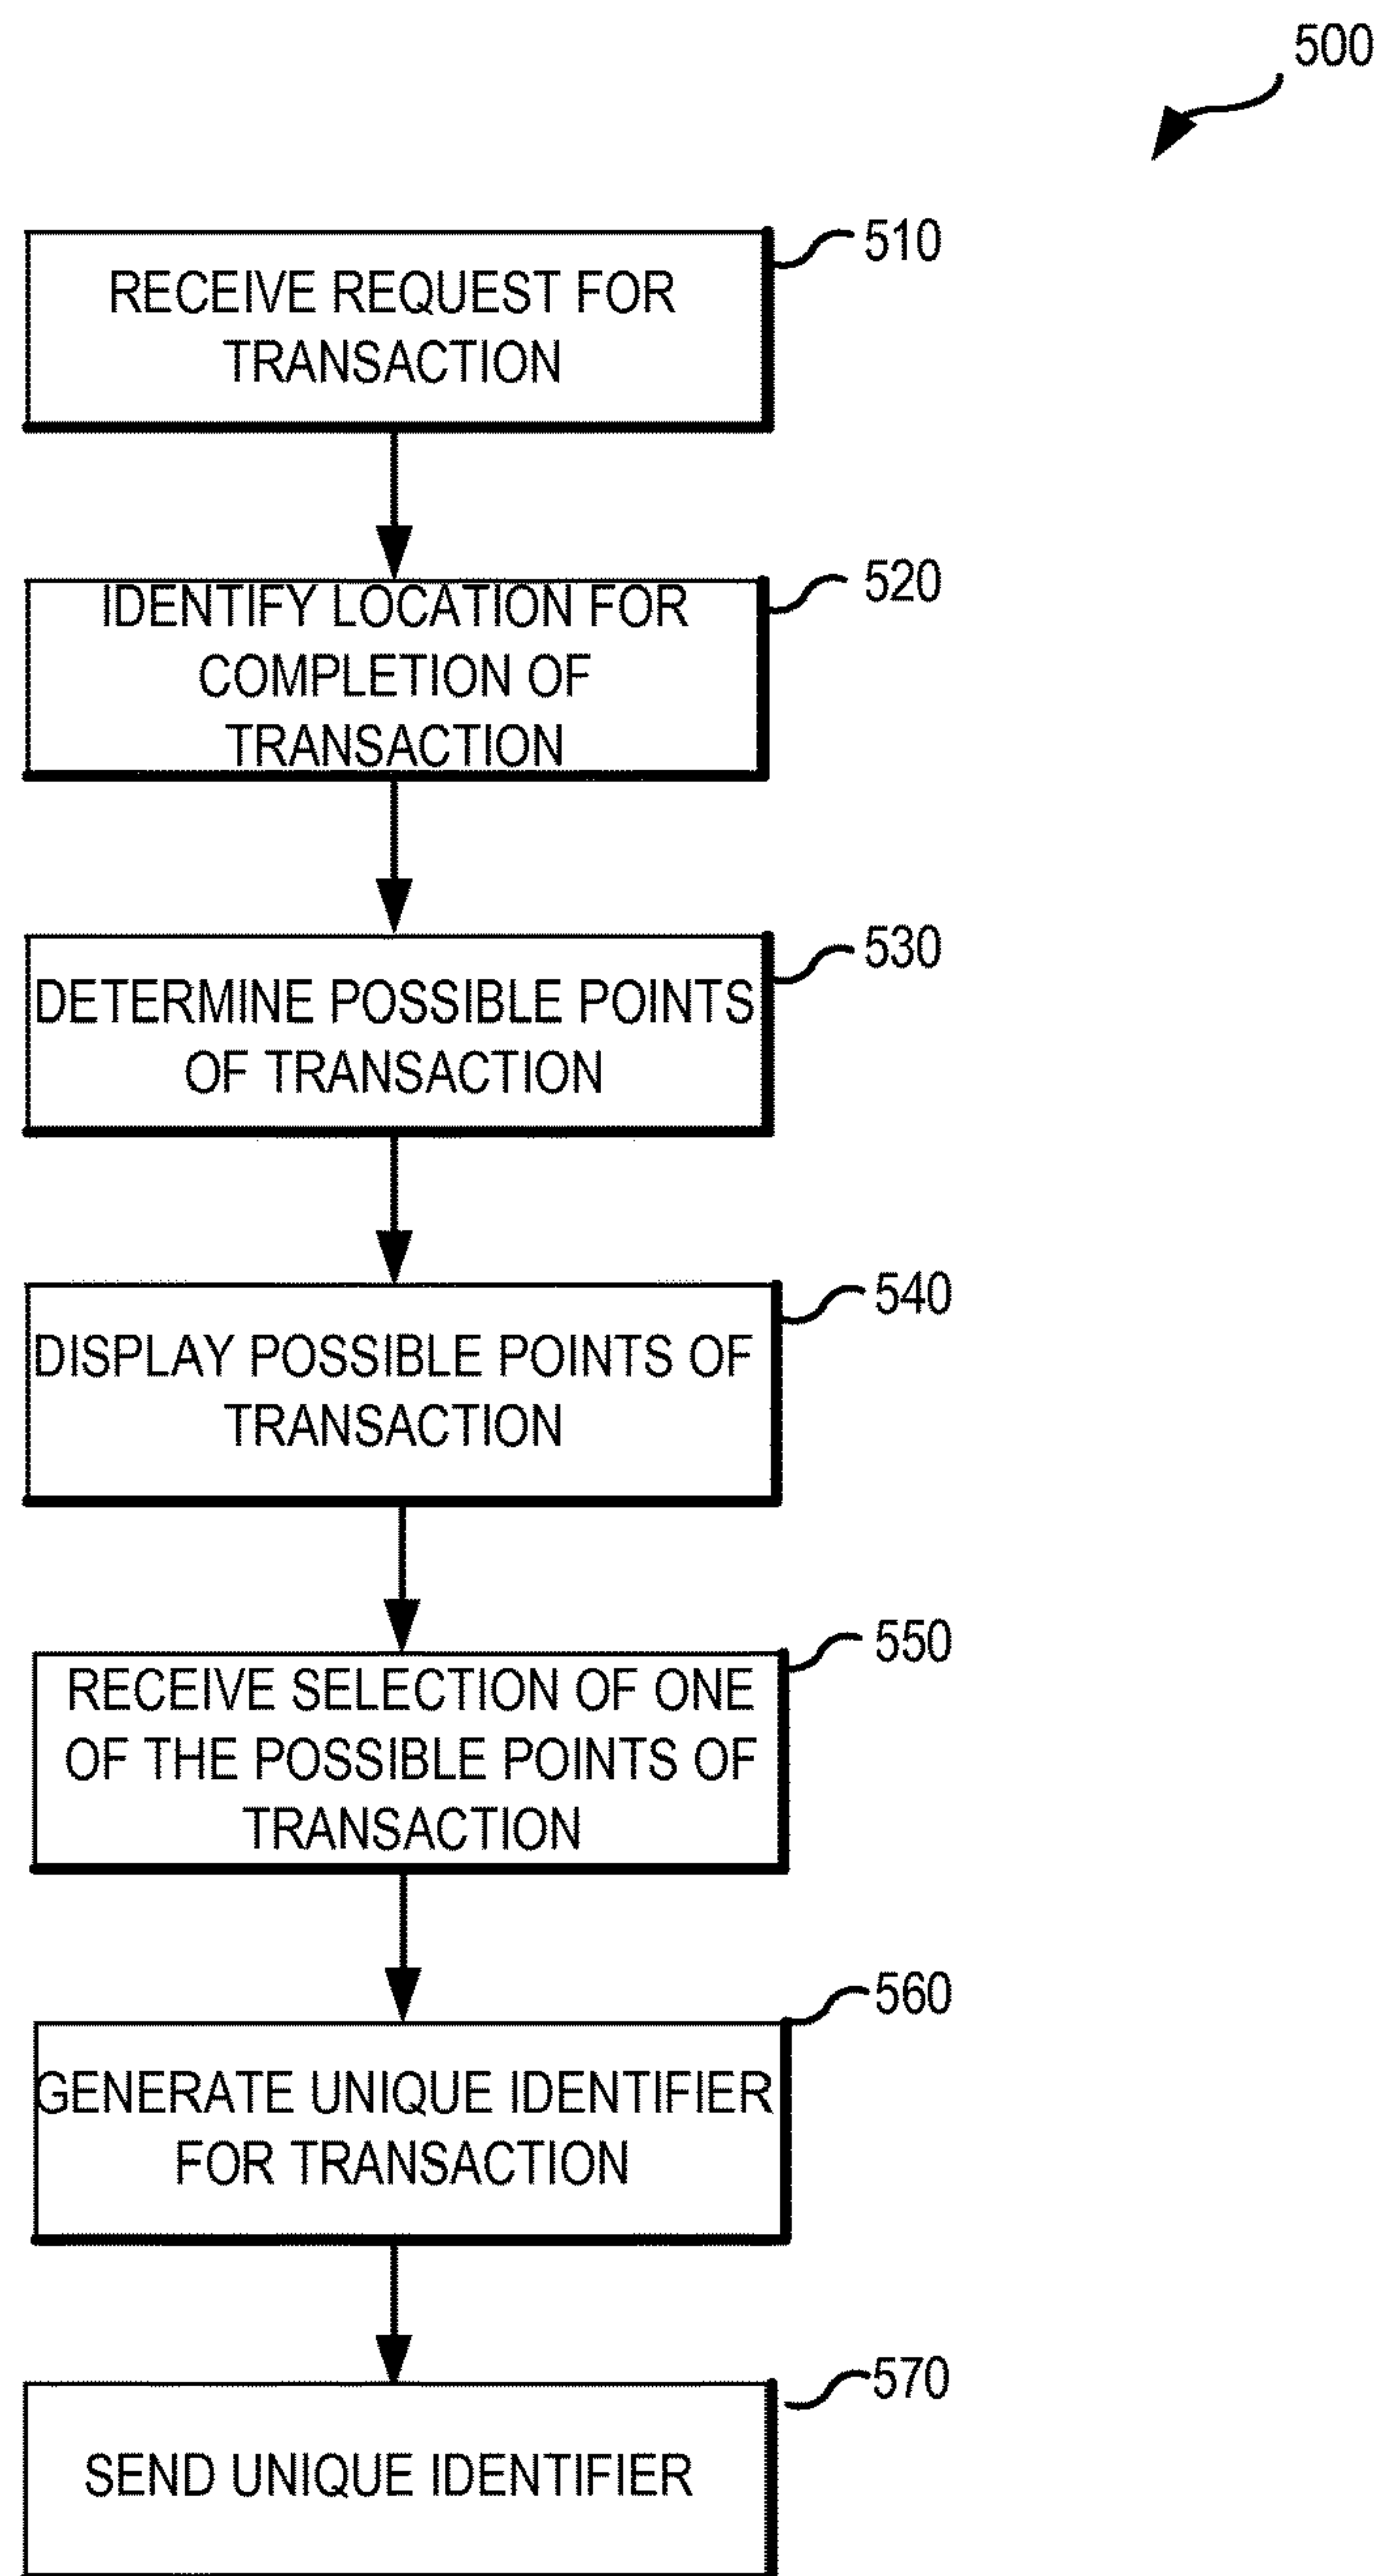 500
510
RECEIVE REQUEST FOR
TRANSACTION
520
IDENTIFY LOCATION FOR
COMPLETION OF
TRANSACTION
530
DETERMINE POSSIBLE POINTS
OF TRANSACTION
540
DISPLAY POSSIBLE POINTS OF
TRANSACTION
550
RECEIVE SELECTION OF ONE
OF THE POSSIBLE POINTS OF
TRANSACTION
560
GENERATE UNIQUE IDENTIFIER
FOR TRANSACTION
570
SEND UNIQUE IDENTIFIER